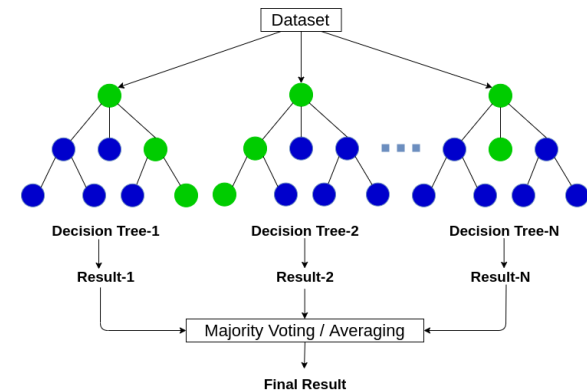 Dataset
Decision Tree-1
Decision Tree-2
Decision Tree-N
Result-1
Result-2
Result-N
Majority Voting / Averaging
Final Result